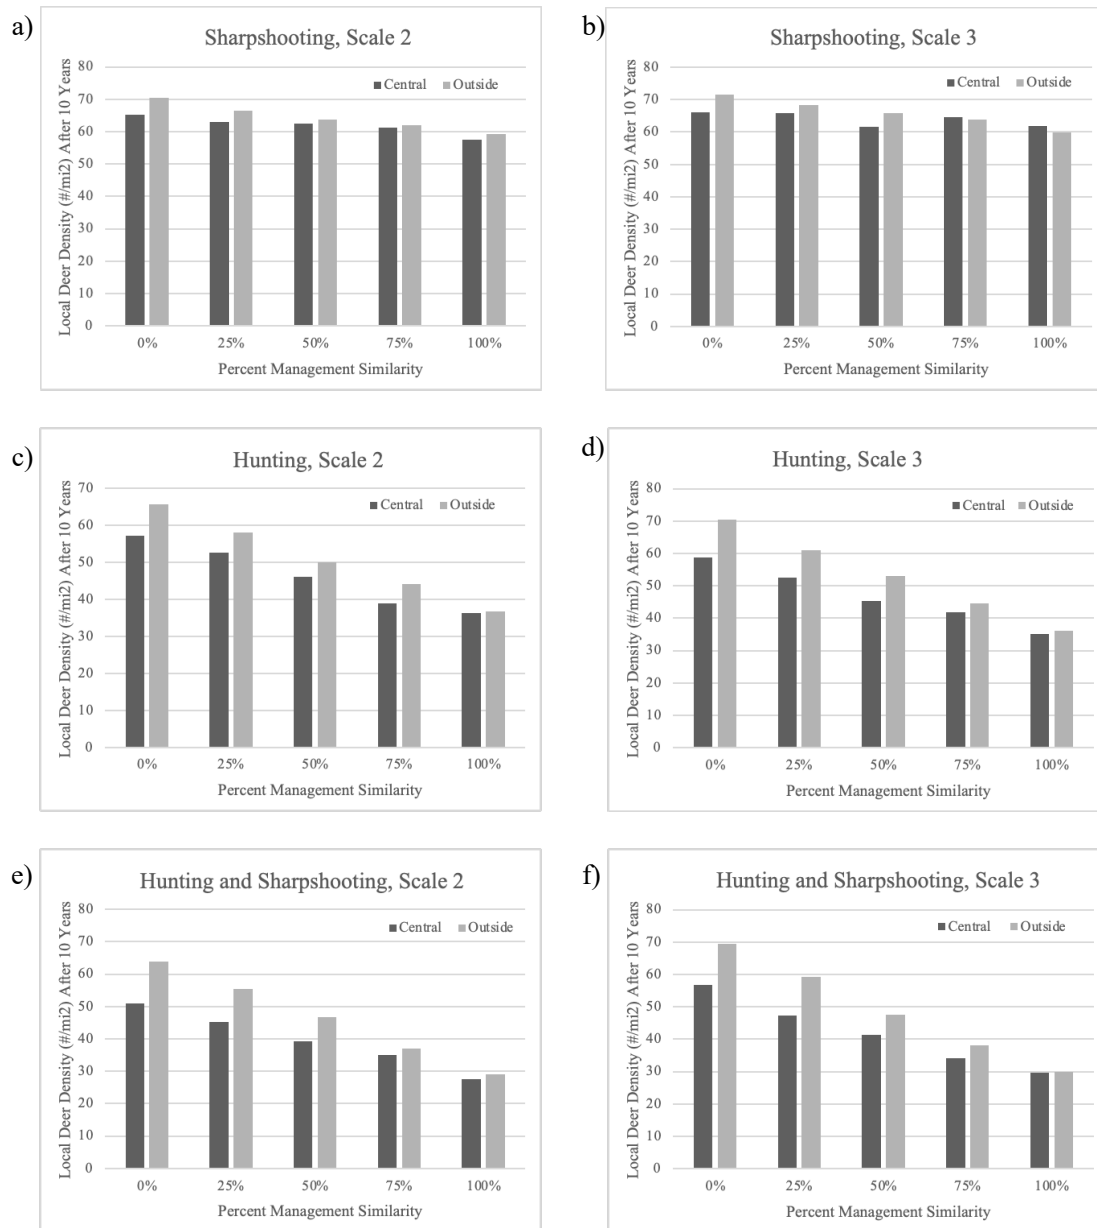 a)
Sharpshooting, Scale 2
Local Deer Density (#/mi2) After 10 Years
80
70
60
50
40
30
20
10
0
Central Outside
0% 25% 50% 75% 100%
Percent Management Similarity
b)
Sharpshooting, Scale 3
Local Deer Density (#/mi2) After 10 Years
80
70
60
50
40
30
20
10
0
Central Outside
0% 25% 50% 75% 100%
Percent Management Similarity
c)
Hunting, Scale 2
Local Deer Density (#/mi2) After 10 Years
70
60
50
40
30
20
10
0
Central Outside
0% 25% 50% 75% 100%
Percent Management Similarity
d)
Hunting, Scale 3
Local Deer Density (#/mi2) After 10 Years
80
70
60
50
40
30
20
10
0
Central Outside
0% 25% 50% 75% 100%
Percent Management Similarity
e)
Hunting and Sharpshooting, Scale 2
Local Deer Density (#/mi2) After 10 Years
80
70
60
50
40
30
20
10
0
Central Outside
0% 25% 50% 75% 100%
Percent Management Similarity
f)
Hunting and Sharpshooting, Scale 3
Local Deer Density (#/mi2) After 10 Years
80
70
60
50
40
30
20
10
0
Central Outside
0% 25% 50% 75% 100%
Percent Management Similarity